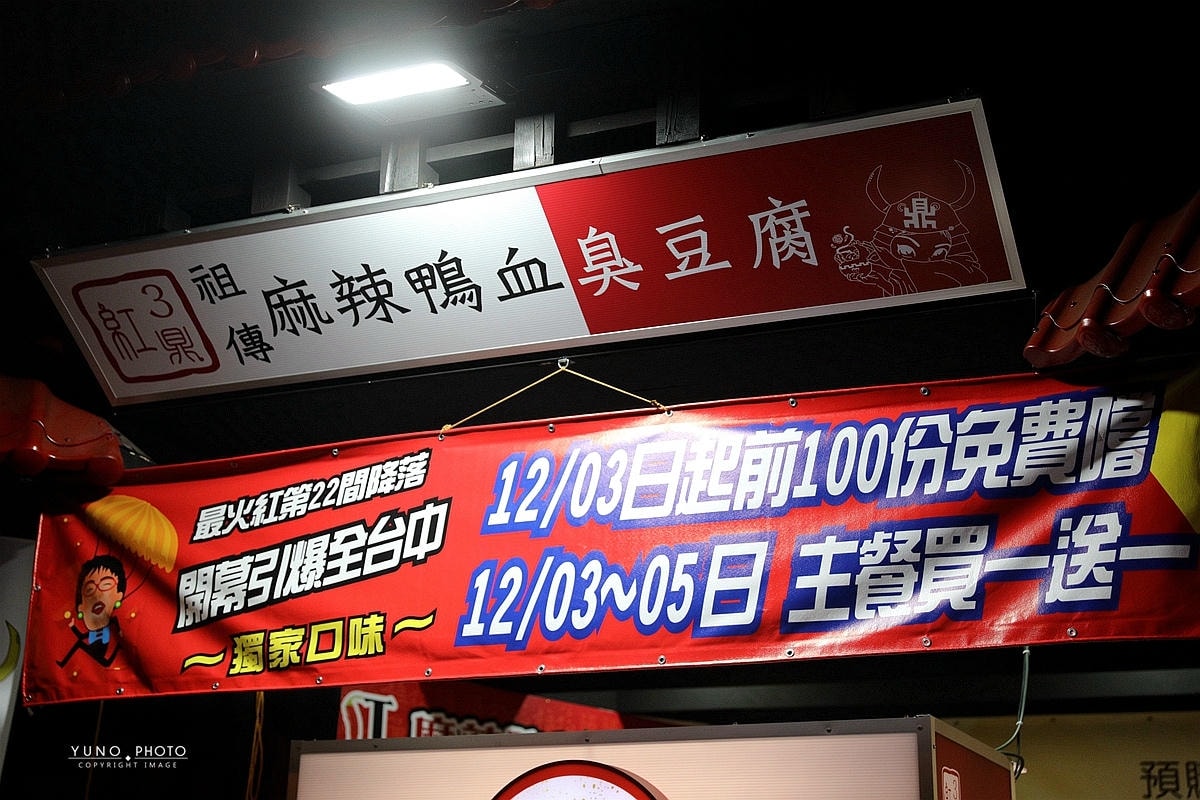 3
紅鼎
祖傳
麻辣鴨血臭豆腐
鼎
最火紅第22間降落
開幕引爆全台中
～獨家口味～
12/03日起前100份免費嚐
12/03~05日 主餐買一送一
YUNO PHOTO
COPYRIGHT IMAGE
預